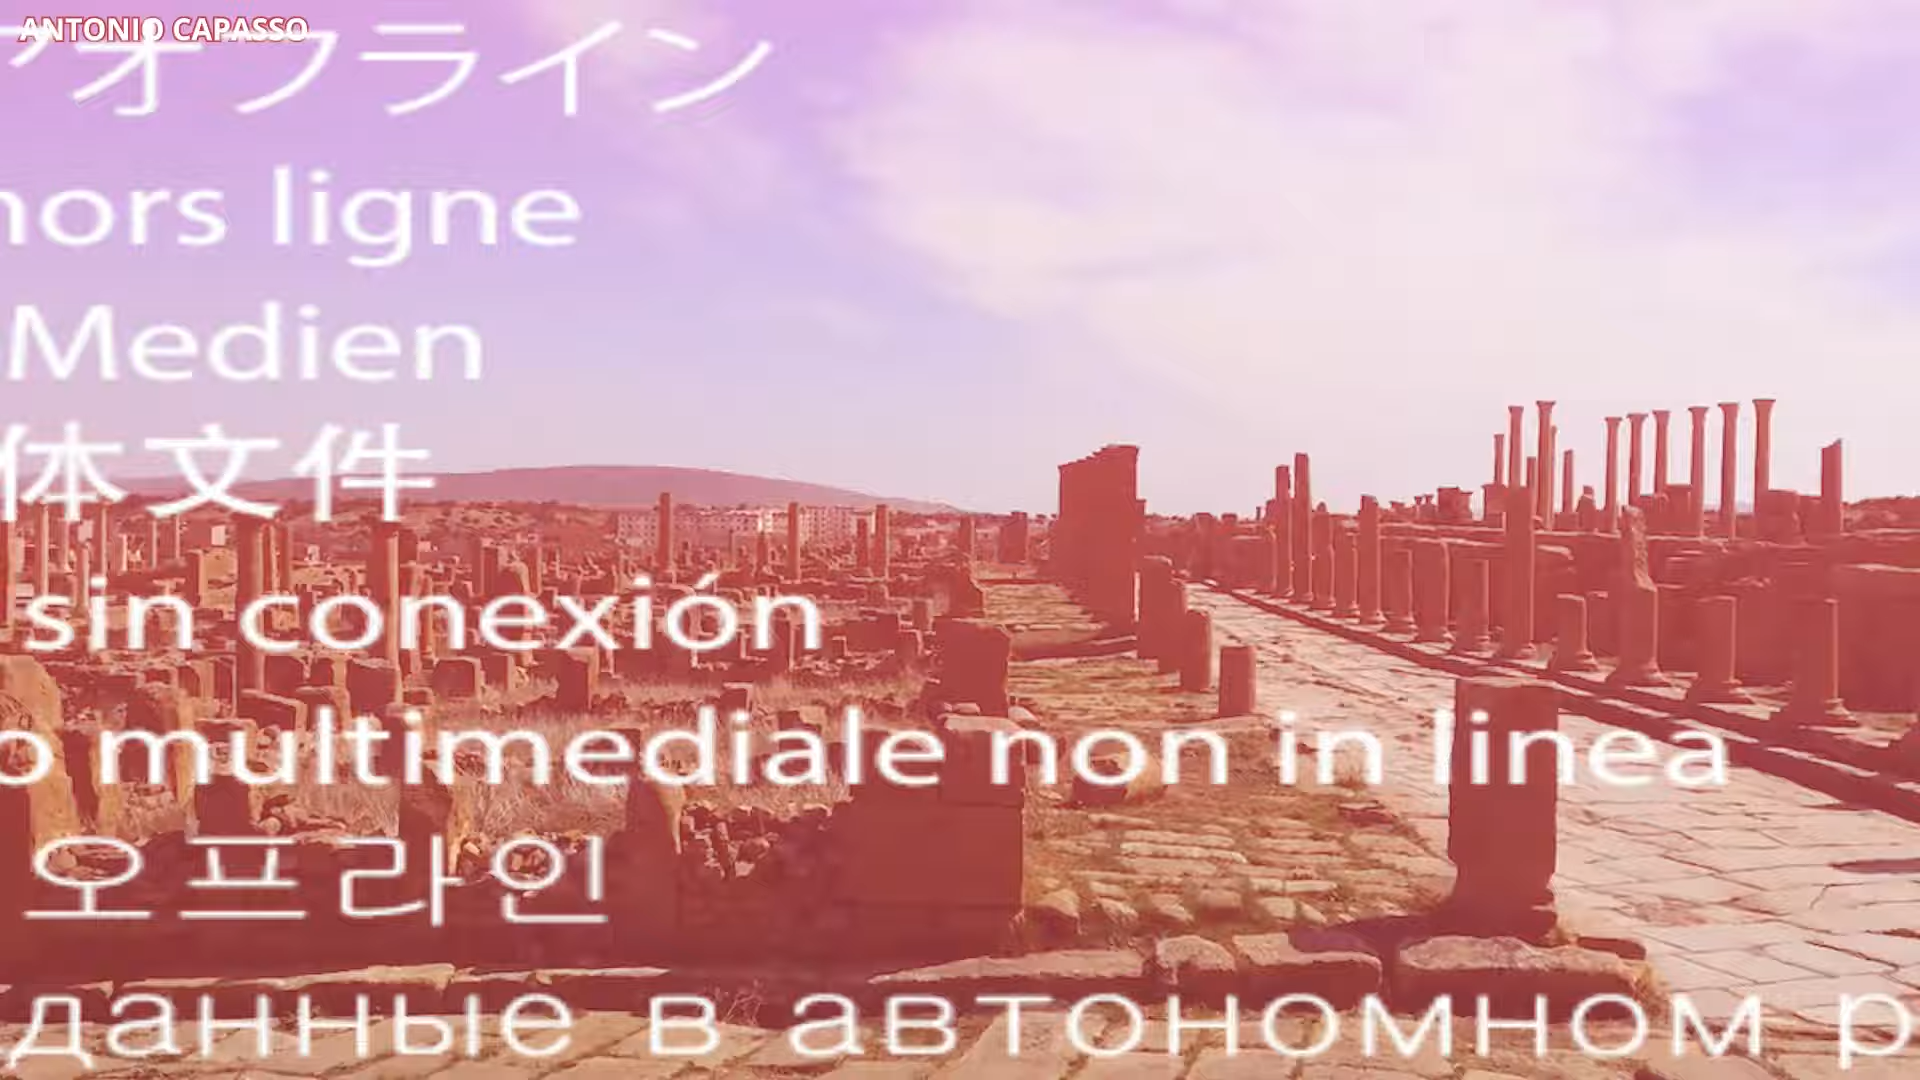 ANTONIO CAPASSO
アオフライン
hors ligne
Medien
体文件
sin conexión
o multimediale non in linea
오프라인
данные в автономном р